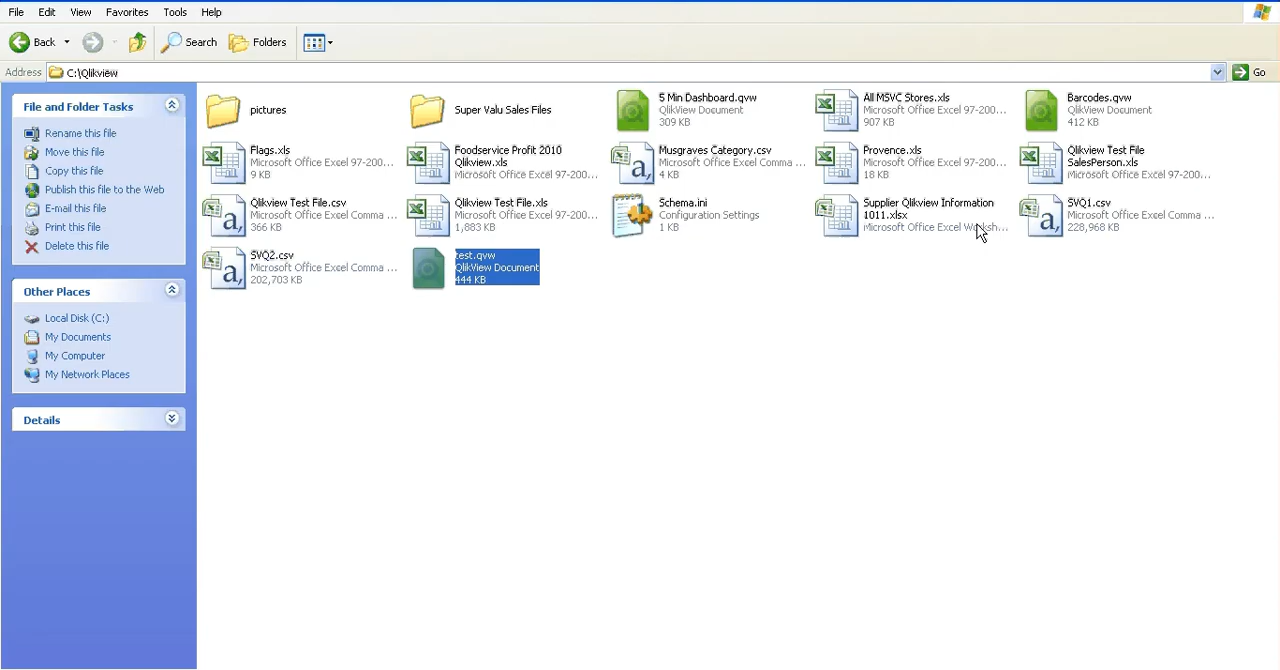 File Edit View Favorites Tools Help
Back Search Folders
Address C:\Qlikview Go
File and Folder Tasks
Rename this file
Move this file
Copy this file
Publish this file to the Web
E-mail this file
Print this file
Delete this file
Other Places
Local Disk (C:)
My Documents
My Computer
My Network Places
Details
pictures
Super Valu Sales Files
5 Min Dashboard.qvw
QlikView Document
309 KB
All MSVC Stores.xls
Microsoft Office Excel 97-200...
907 KB
Barcodes.qvw
QlikView Document
412 KB
Flags.xls
Microsoft Office Excel 97-200...
9 KB
Foodservice Profit 2010
Qlikview.xls
Microsoft Office Excel 97-200...
Musgraves Category.csv
Microsoft Office Excel Comma ...
4 KB
Provence.xls
Microsoft Office Excel 97-200...
18 KB
Qlikview Test File
SalesPerson.xls
Microsoft Office Excel 97-200...
Qlikview Test File.csv
Microsoft Office Excel Comma ...
366 KB
Qlikview Test File.xls
Microsoft Office Excel 97-200...
1,883 KB
Schema.ini
Configuration Settings
1 KB
Supplier Qlikview Information
1011.xlsx
Microsoft Office Excel Worksh...
SVQ1.csv
Microsoft Office Excel Comma ...
228,968 KB
SVQ2.csv
Microsoft Office Excel Comma ...
202,703 KB
test.qvw
QlikView Document
444 KB